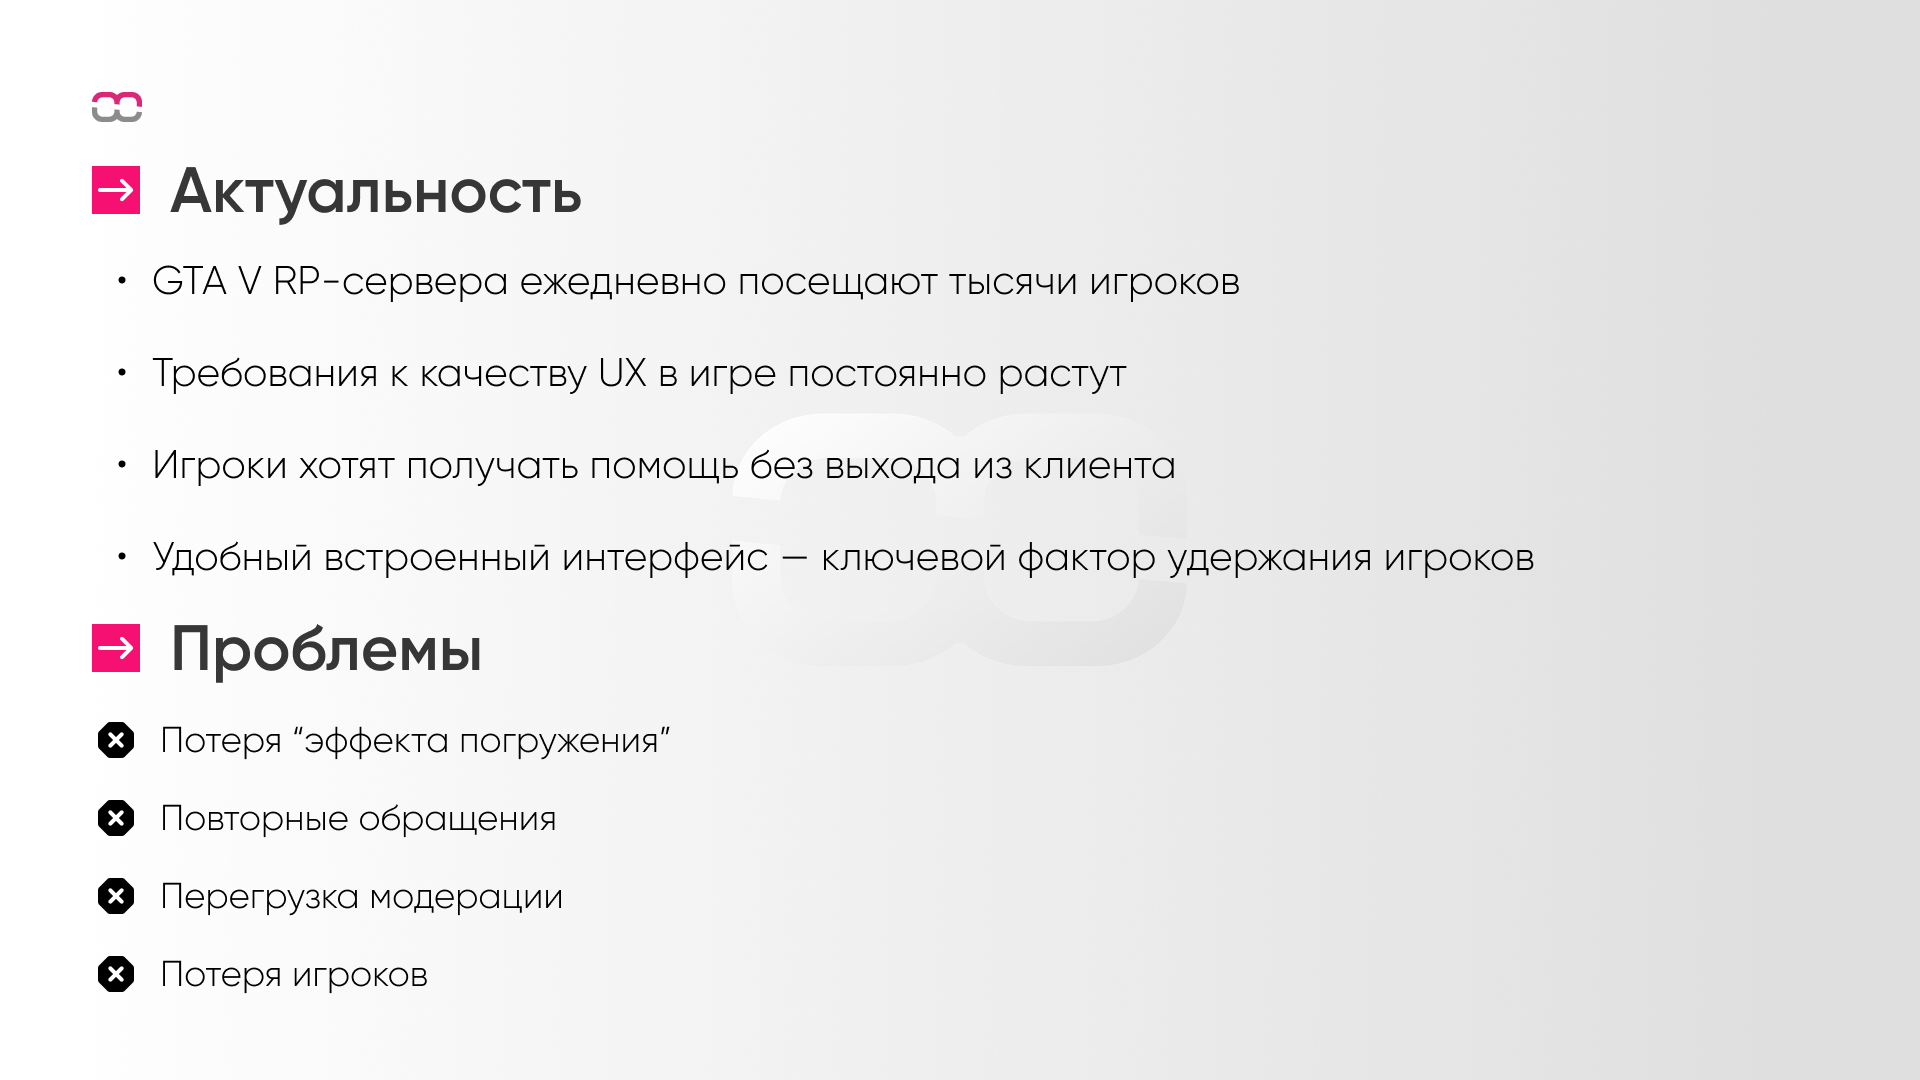 Актуальность
• GTA V RP-сервера ежедневно посещают тысячи игроков
• Требования к качеству UX в игре постоянно растут
• Игроки хотят получать помощь без выхода из клиента
• Удобный встроенный интерфейс — ключевой фактор удержания игроков
Проблемы
Потеря “эффекта погружения”
Повторные обращения
Перегрузка модерации
Потеря игроков